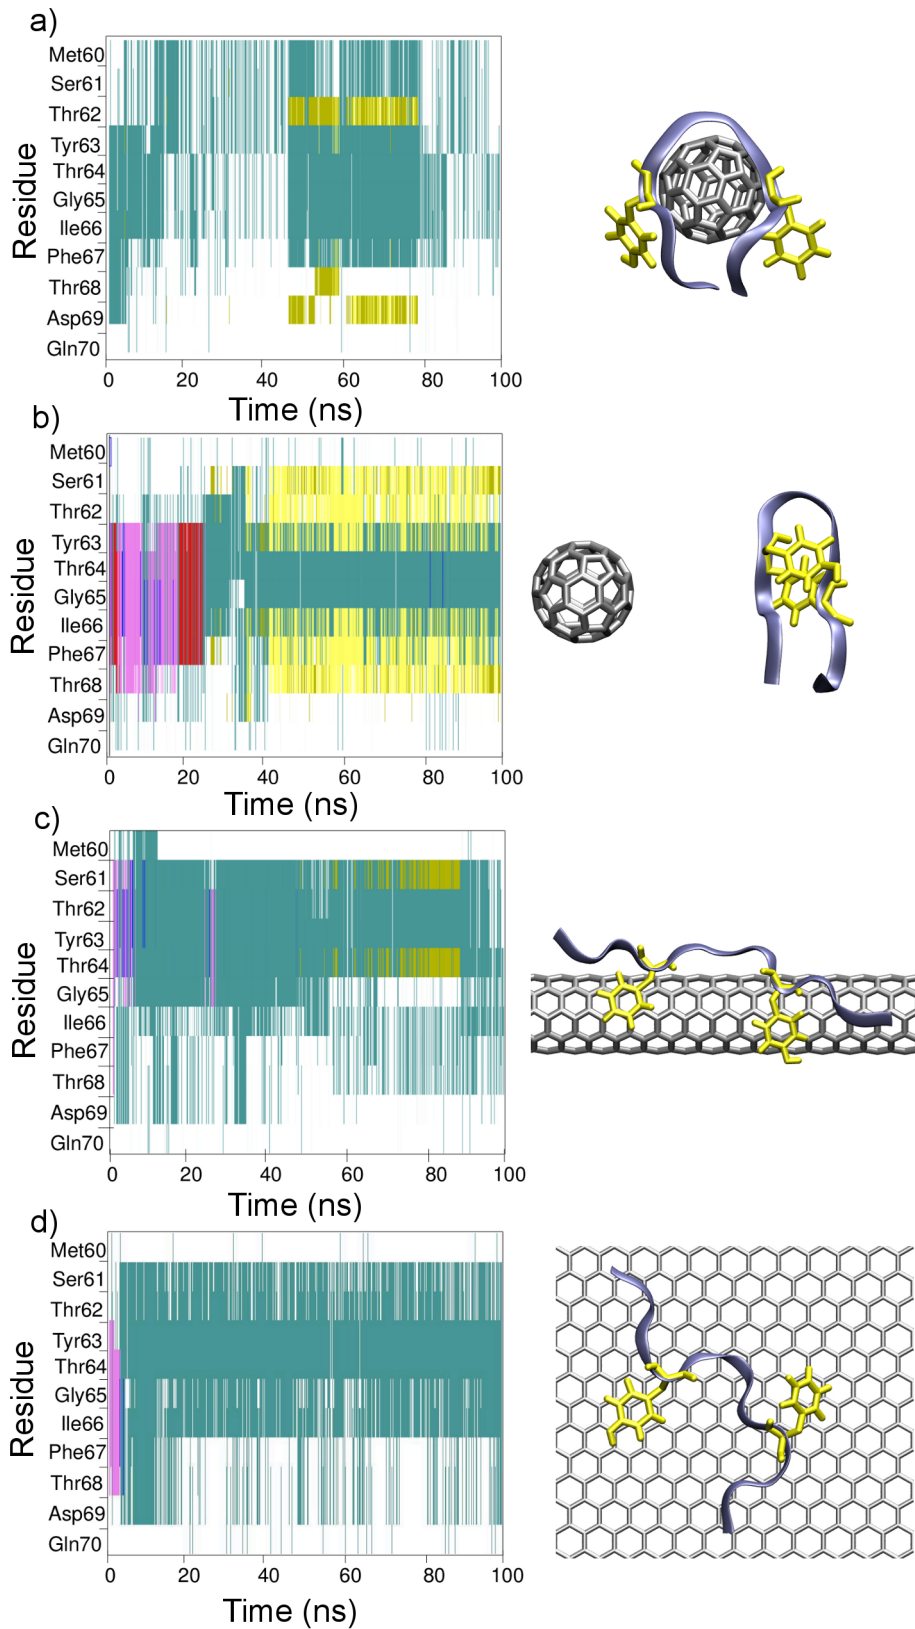 a)
Residue
Met60
Ser61
Thr62
Tyr63
Thr64
Gly65
Ile66
Phe67
Thr68
Asp69
Gln70
0 20 40 60 80 100
Time (ns)
b)
Residue
Met60
Ser61
Thr62
Tyr63
Thr64
Gly65
Ile66
Phe67
Thr68
Asp69
Gln70
0 20 40 60 80 100
Time (ns)
c)
Residue
Met60
Ser61
Thr62
Tyr63
Thr64
Gly65
Ile66
Phe67
Thr68
Asp69
Gln70
0 20 40 60 80 100
Time (ns)
d)
Residue
Met60
Ser61
Thr62
Tyr63
Thr64
Gly65
Ile66
Phe67
Thr68
Asp69
Gln70
0 20 40 60 80 100
Time (ns)